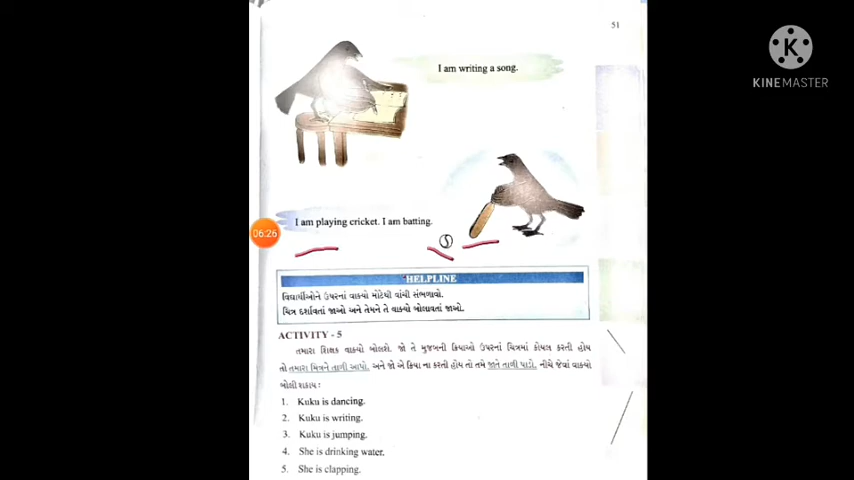 51
K
KINEMASTER
I am writing a song.
I am playing cricket. I am batting.
06:26
5
HELPLINE
વિદ્યાર્થીઓને ઉપરનાં વાક્યો મોટેથી વાંચી સંભળાવો.
ચિત્ર દર્શાવતાં જાઓ અને તેમને તે વાક્યો બોલાવતાં જાઓ.
ACTIVITY - 5
તમારા શિક્ષક વાક્યો બોલશે. જો તે મુજબની ક્રિયાઓ ઉપરનાં ચિત્રમાં કોયલ કરતી હોય
તો તમારા મિત્રને તાળી આપો. અને જો એ ક્રિયા ના કરતી હોય તો તમે જાતે તાળી પાડો. નીચે જેવાં વાક્યો
બોલી શકાય :
1. Kuku is dancing.
2. Kuku is writing.
3. Kuku is jumping.
4. She is drinking water.
5. She is clapping.